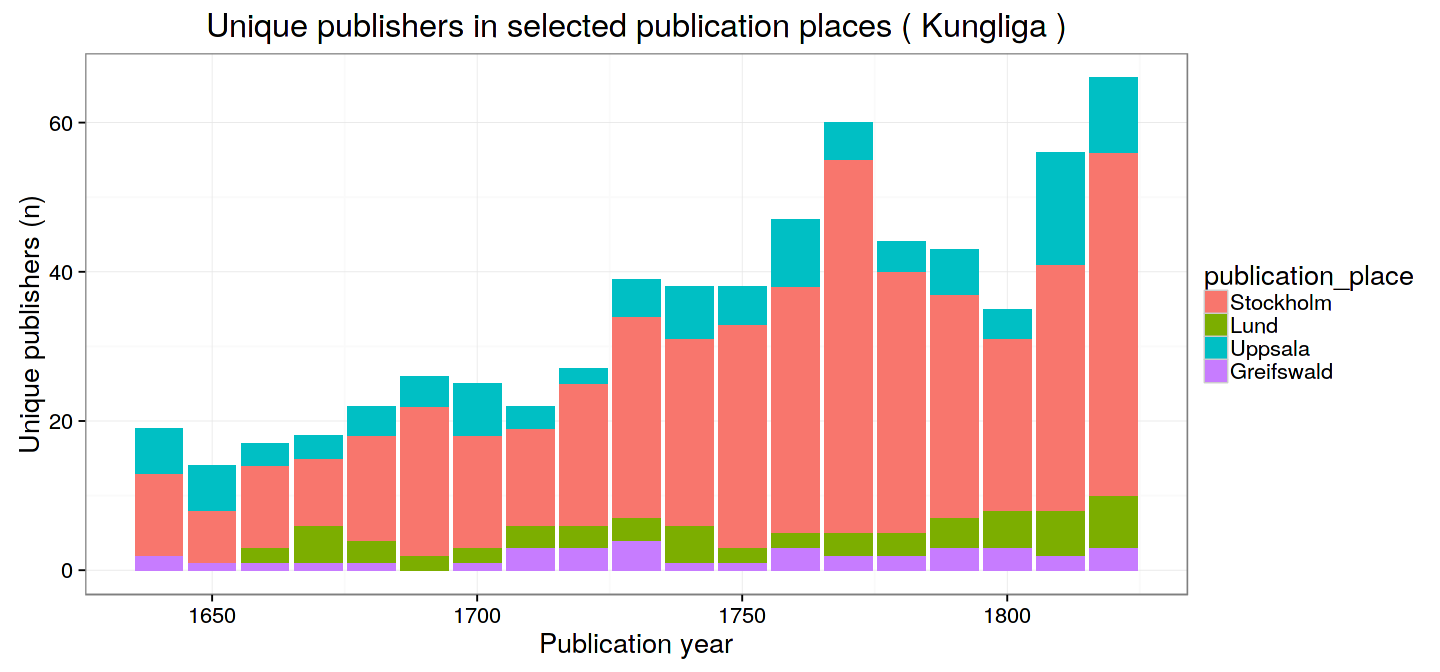 Unique publishers in selected publication places ( Kungliga )
Unique publishers (n)
60
40
20
0
1650
1700
1750
1800
Publication year
publication_place
Stockholm
Lund
Uppsala
Greifswald